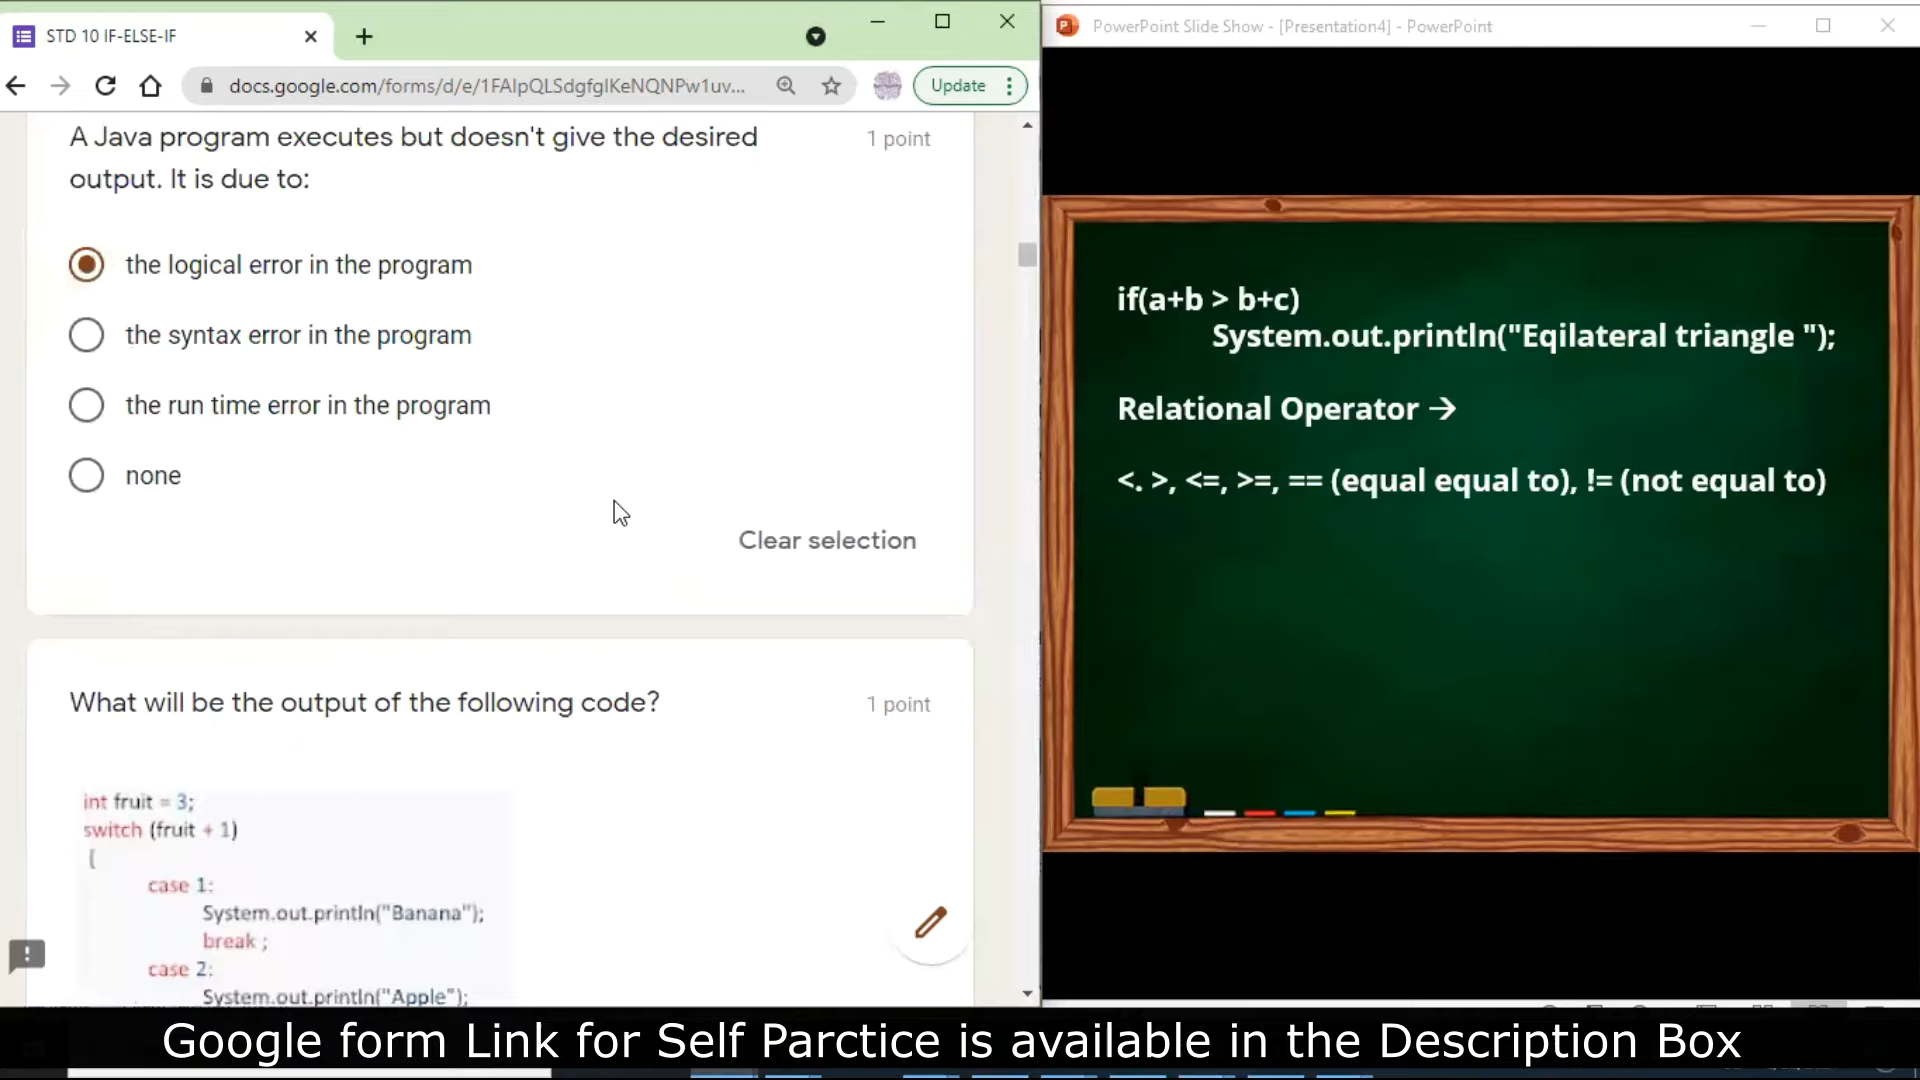 STD 10 IF-ELSE-IF
docs.google.com/forms/d/e/1FAIpQLSdgfglKeNQNPw1uv...
Update
A Java program executes but doesn't give the desired
output. It is due to:
1 point
the logical error in the program
the syntax error in the program
the run time error in the program
none
Clear selection
What will be the output of the following code?
1 point
int fruit = 3;
switch (fruit + 1)
{
case 1:
System.out.println("Banana");
break ;
case 2:
System.out.println("Apple");
PowerPoint Slide Show - [Presentation4] - PowerPoint
if(a+b > b+c)
System.out.println("Eqilateral triangle ");
Relational Operator →
<. >, <=, >=, == (equal equal to), != (not equal to)
Google form Link for Self Parctice is available in the Description Box